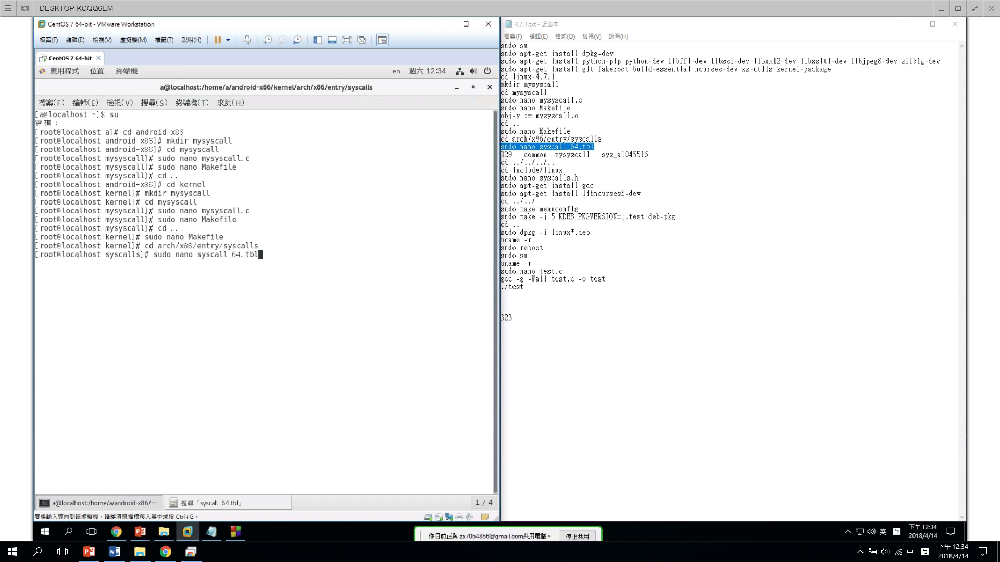 DESKTOP-KCQQ6EM
CentOS 7 64-bit - VMware Workstation
檔案(F) 編輯(E) 檢視(V) 虛擬機(M) 標籤(T) 說明(H)
CentOS 7 64-bit
應用程式 位置 終端機 en 週六 12:34
a@localhost:/home/a/android-x86/kernel/arch/x86/entry/syscalls
檔案(F) 編輯(E) 檢視(V) 搜尋(S) 終端機(T) 求助(H)
[a@localhost ~]$ su
密碼：
[root@localhost a]# cd android-x86
[root@localhost android-x86]# mkdir mysyscall
[root@localhost android-x86]# cd mysyscall
[root@localhost mysyscall]# sudo nano mysyscall.c
[root@localhost mysyscall]# sudo nano Makefile
[root@localhost mysyscall]# cd ..
[root@localhost android-x86]# cd kernel
[root@localhost kernel]# mkdir mysyscall
[root@localhost kernel]# cd mysyscall
[root@localhost mysyscall]# sudo nano mysyscall.c
[root@localhost mysyscall]# sudo nano Makefile
[root@localhost mysyscall]# cd ..
[root@localhost kernel]# sudo nano Makefile
[root@localhost kernel]# cd arch/x86/entry/syscalls
[root@localhost syscalls]# sudo nano syscall_64.tbl
a@localhost:/home/a/android-x86/… 搜尋「syscall_64.tbl」 1 / 4
要將輸入導向到該虛擬機，請將滑鼠指標移入其中或按 Ctrl+G。
4.7.1.txt - 記事本
檔案(F) 編輯(E) 格式(O) 檢視(V) 說明(H)
sudo su
sudo apt-get install dpkg-dev
sudo apt-get install python-pip python-dev libffi-dev libssl-dev libxml2-dev libxslt1-dev libjpeg8-dev zlib1g-dev
sudo apt-get install git fakeroot build-essential ncurses-dev xz-utils kernel-package
cd linux-4.7.1
mkdir mysyscall
cd mysyscall
sudo nano mysyscall.c
sudo nano Makefile
obj-y := mysyscall.o
cd ..
sudo nano Makefile
cd arch/x86/entry/syscalls
sudo nano syscall_64.tbl
329 common mysyscall sys_a1045516
cd ../../../..
cd include/linux
sudo nano syscalls.h
sudo apt-get install gcc
sudo apt-get install libncurses5-dev
cd ../../
sudo make menuconfig
sudo make -j 5 KDEB_PKGVERSION=1.test deb-pkg
cd ..
sudo dpkg -i linux*.deb
uname -r
sudo reboot
sudo su
uname -r
sudo nano test.c
gcc -g -Wall test.c -o test
./test
323
你目前正與 zx7054856@gmail.com共用電腦。 停止共用
英 下午 12:34
2018/4/14
中 下午 12:34
2018/4/14